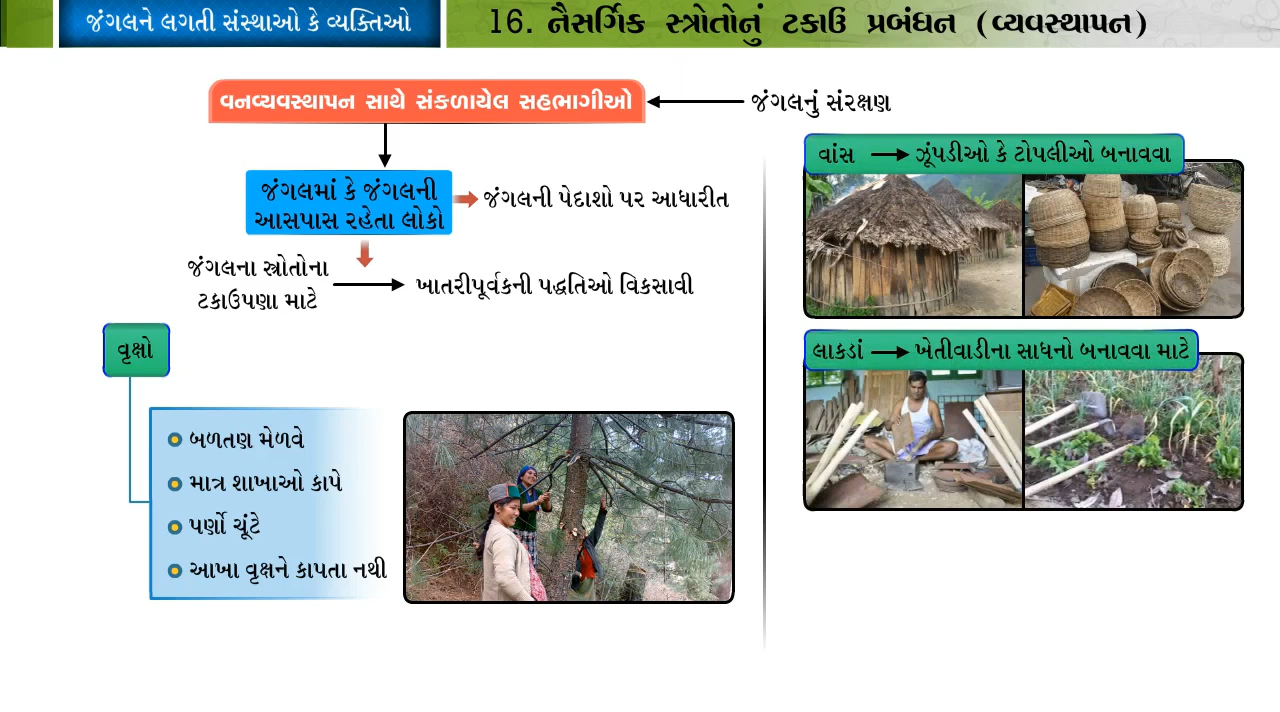 જંગલને લગતી સંસ્થાઓ કે વ્યક્તિઓ
16. નૈસર્ગિક સ્ત્રોતોનું ટકાઉ પ્રબંધન (વ્યવસ્થાપન)
વનવ્યવસ્થાપન સાથે સંકળાયેલ સહભાગીઓ
જંગલનું સંરક્ષણ
જંગલમાં કે જંગલની
આસપાસ રહેતા લોકો
જંગલની પેદાશો પર આધારીત
જંગલના સ્ત્રોતોના
ટકાઉપણા માટે
ખાતરીપૂર્વકની પદ્ધતિઓ વિકસાવી
વૃક્ષો
બળતણ મેળવે
માત્ર શાખાઓ કાપે
પર્ણો ચૂંટે
આખા વૃક્ષને કાપતા નથી
વાંસ → ઝૂંપડીઓ કે ટોપલીઓ બનાવવા
લાકડાં → ખેતીવાડીના સાધનો બનાવવા માટે